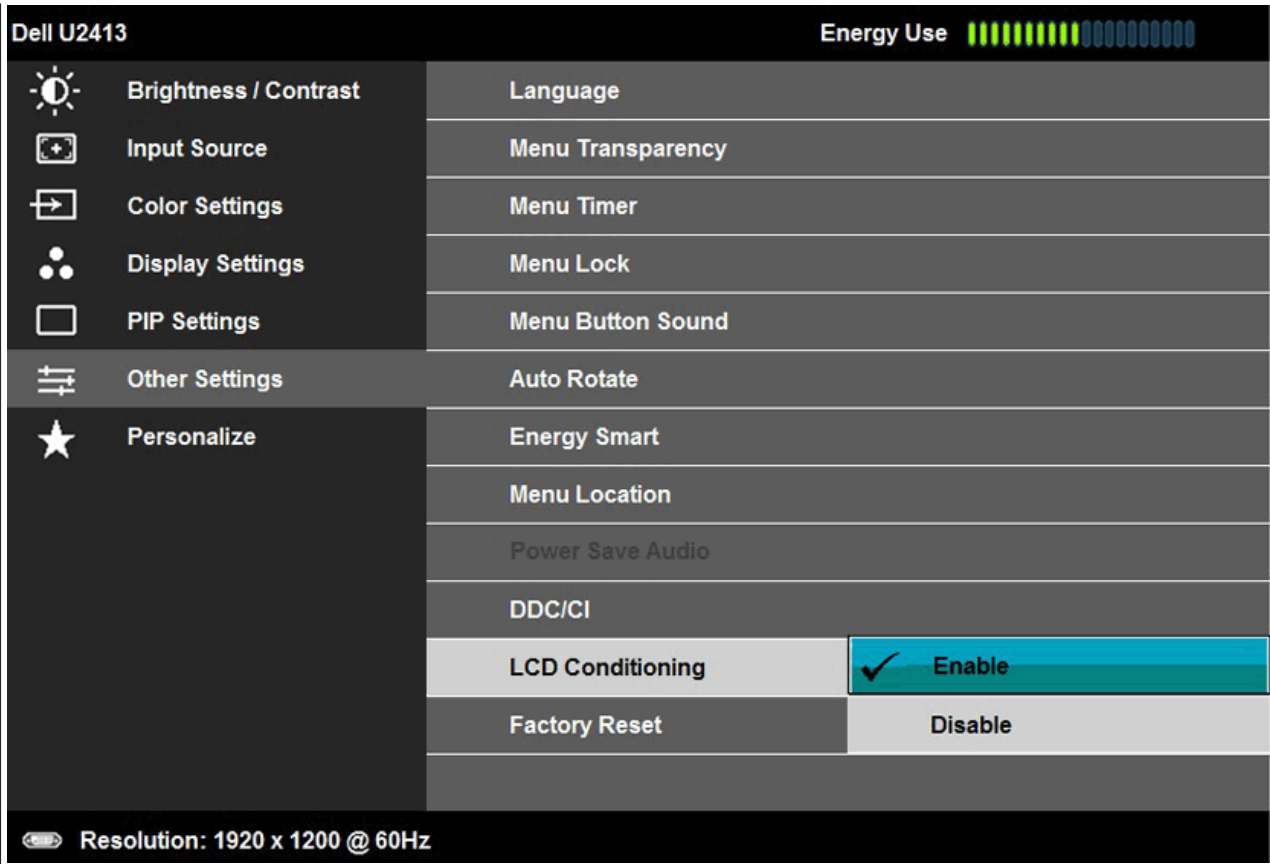 Dell U2413
Energy Use
Brightness / Contrast
Input Source
Color Settings
Display Settings
PIP Settings
Other Settings
Personalize
Language
Menu Transparency
Menu Timer
Menu Lock
Menu Button Sound
Auto Rotate
Energy Smart
Menu Location
Power Save Audio
DDC/CI
LCD Conditioning
Enable
Disable
Factory Reset
Resolution: 1920 x 1200 @ 60Hz